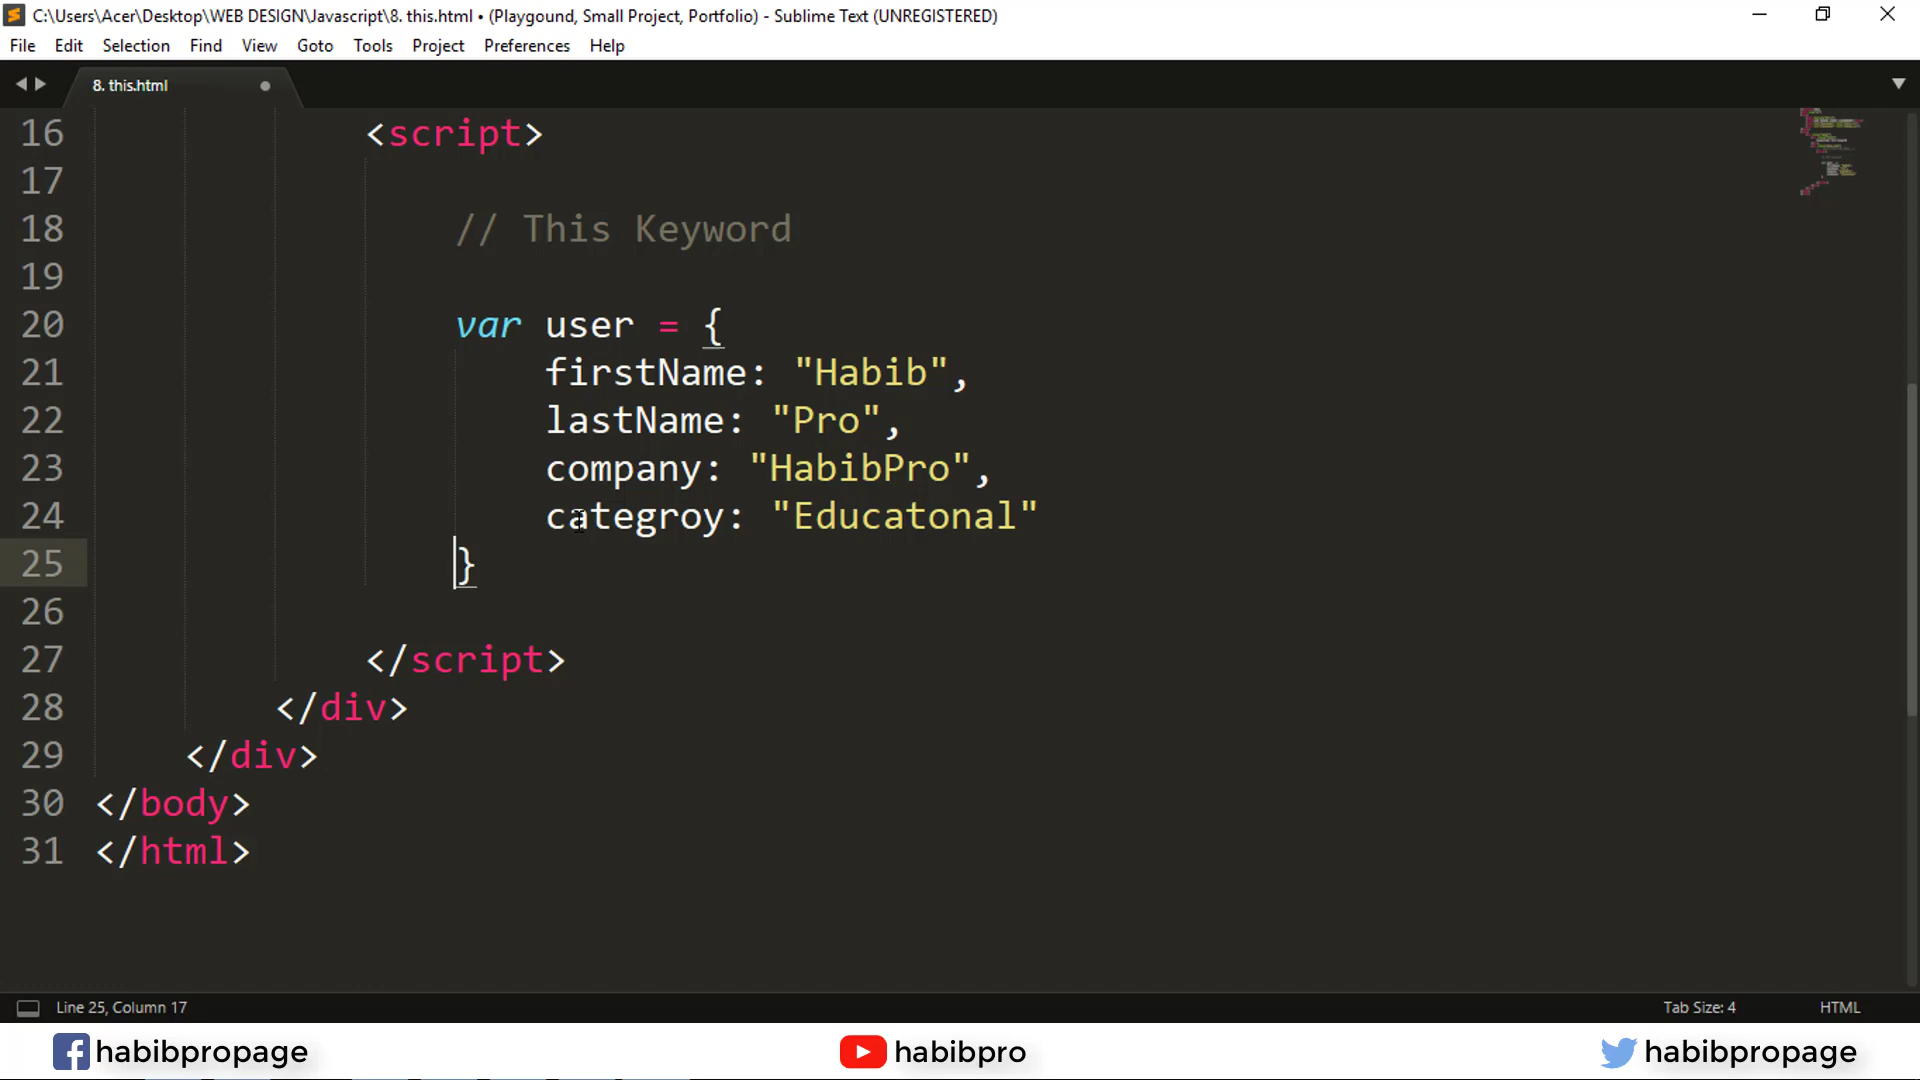 C:\Users\Acer\Desktop\WEB DESIGN\Javascript\8. this.html • (Playgound, Small Project, Portfolio) - Sublime Text (UNREGISTERED)
File Edit Selection Find View Goto Tools Project Preferences Help
8. this.html
16 <script>
17
18 // This Keyword
19
20 var user = {
21 firstName: "Habib",
22 lastName: "Pro",
23 company: "HabibPro",
24 categroy: "Educatonal"
25 }
26
27 </script>
28 </div>
29 </div>
30 </body>
31 </html>
Line 25, Column 17 Tab Size: 4 HTML
habibpropage habibpro habibpropage